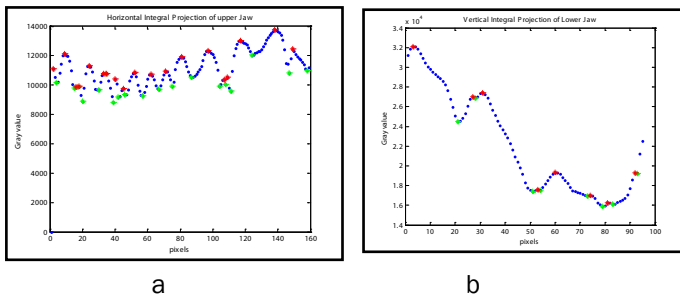 Horizontal Integral Projection of upper Jaw
14000
12000
10000
8000
6000
4000
2000
0
Gray value
0 20 40 60 80 100 120 140 160
pixels
a
Vertical Integral Projection of Lower Jaw
x 10^4
3.4
3.2
3
2.8
2.6
2.4
2.2
2
1.8
1.6
1.4
Gray value
0 10 20 30 40 50 60 70 80 90 100
pixels
b